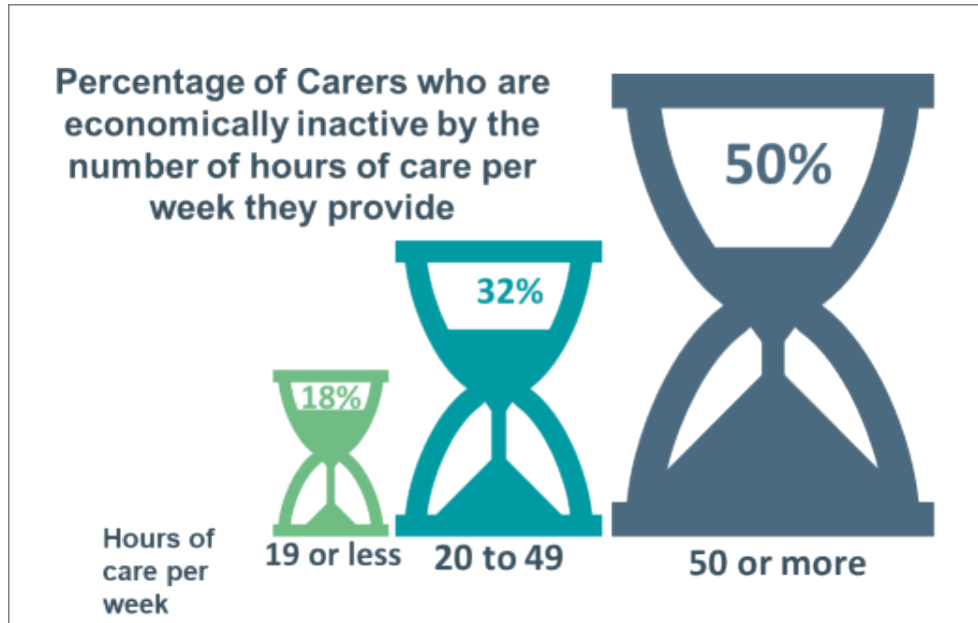 Percentage of Carers who are
economically inactive by the
number of hours of care per
week they provide
50%
32%
18%
Hours of
care per
week
19 or less
20 to 49
50 or more